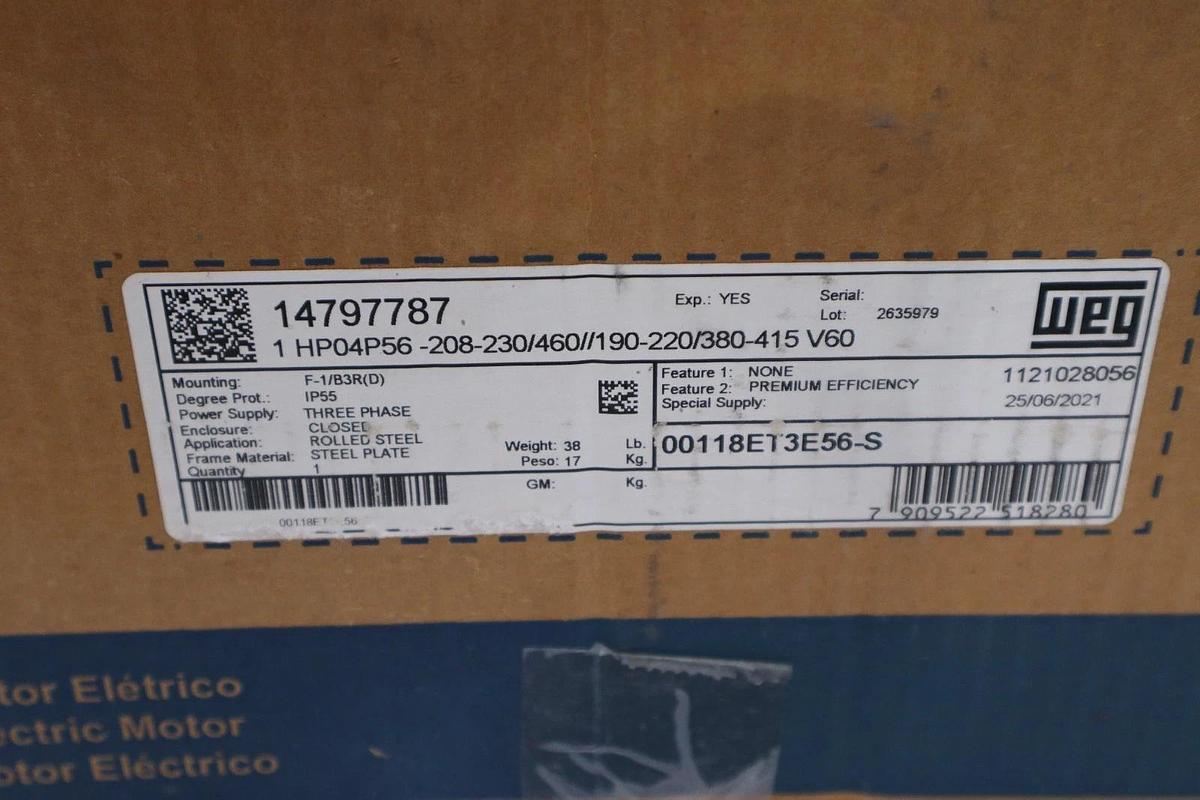 14797787
Exp.: YES
Serial:
Lot: 2635979
weg
1 HP04P56 -208-230/460//190-220/380-415 V60
Mounting: F-1/B3R(D)
Degree Prot.: IP55
Power Supply: THREE PHASE
Enclosure: CLOSED
Application: ROLLED STEEL
Frame Material: STEEL PLATE
Quantity 1
Weight: 38 Lb.
Peso: 17 Kg.
GM: Kg.
Feature 1: NONE
Feature 2: PREMIUM EFFICIENCY
Special Supply:
1121028056
25/06/2021
00118ET3E56-S
7 909522 518280
tor Elétrico
ectric Motor
otor Eléctrico